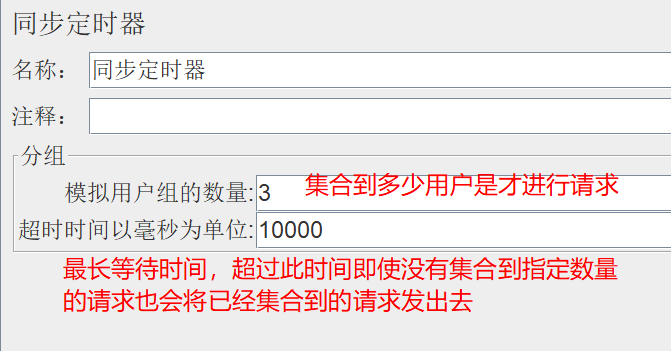 同步定时器
名称： 同步定时器
注释：
分组
模拟用户组的数量: 3 集合到多少用户是才进行请求
超时时间以毫秒为单位: 10000
最长等待时间，超过此时间即使没有集合到指定数量
的请求也会将已经集合到的请求发出去